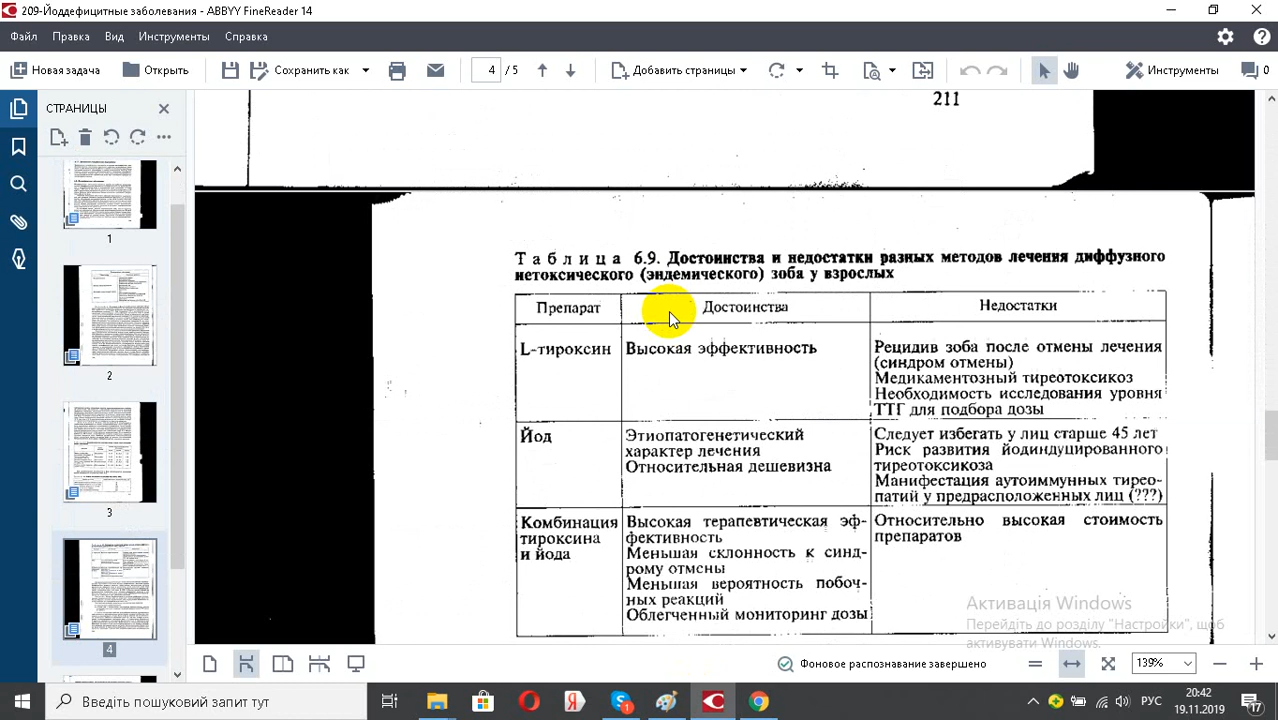 209-Йоддефицитные заболевания - ABBYY FineReader 14
Файл Правка Вид Инструменты Справка
Новая задача Открыть Сохранить как 4 / 5 Добавить страницы Инструменты 0
СТРАНИЦЫ
1
2
3
4
211
Таблица 6.9. Достоинства и недостатки разных методов лечения диффузного
нетоксического (эндемического) зоба у взрослых
Препарат Достоинства Недостатки
L-тироксин
Высокая эффективность
Рецидив зоба после отмены лечения
(синдром отмены)
Медикаментозный тиреотоксикоз
Необходимость исследования уровня
ТТГ для подбора дозы
Йод
Этиопатогенетический
характер лечения
Относительная дешевизна
Следует избегать у лиц старше 45 лет
Риск развития йодиндуцированного
тиреотоксикоза
Манифестация аутоиммунных тирео-
патий у предрасположенных лиц (???)
Комбинация
тироксина
и йода
Высокая терапевтическая эф-
фективность
Меньшая склонность к синд-
рому отмены
Меньшая вероятность побоч-
ных реакций
Облегченный мониторинг дозы
Относительно высокая стоимость
препаратов
Активація Windows
Перейдіть до розділу "Настройки", щоб
активувати Windows.
Фоновое распознавание завершено 139%
Введіть пошуковий запит тут
РУС
20:42
19.11.2019
17